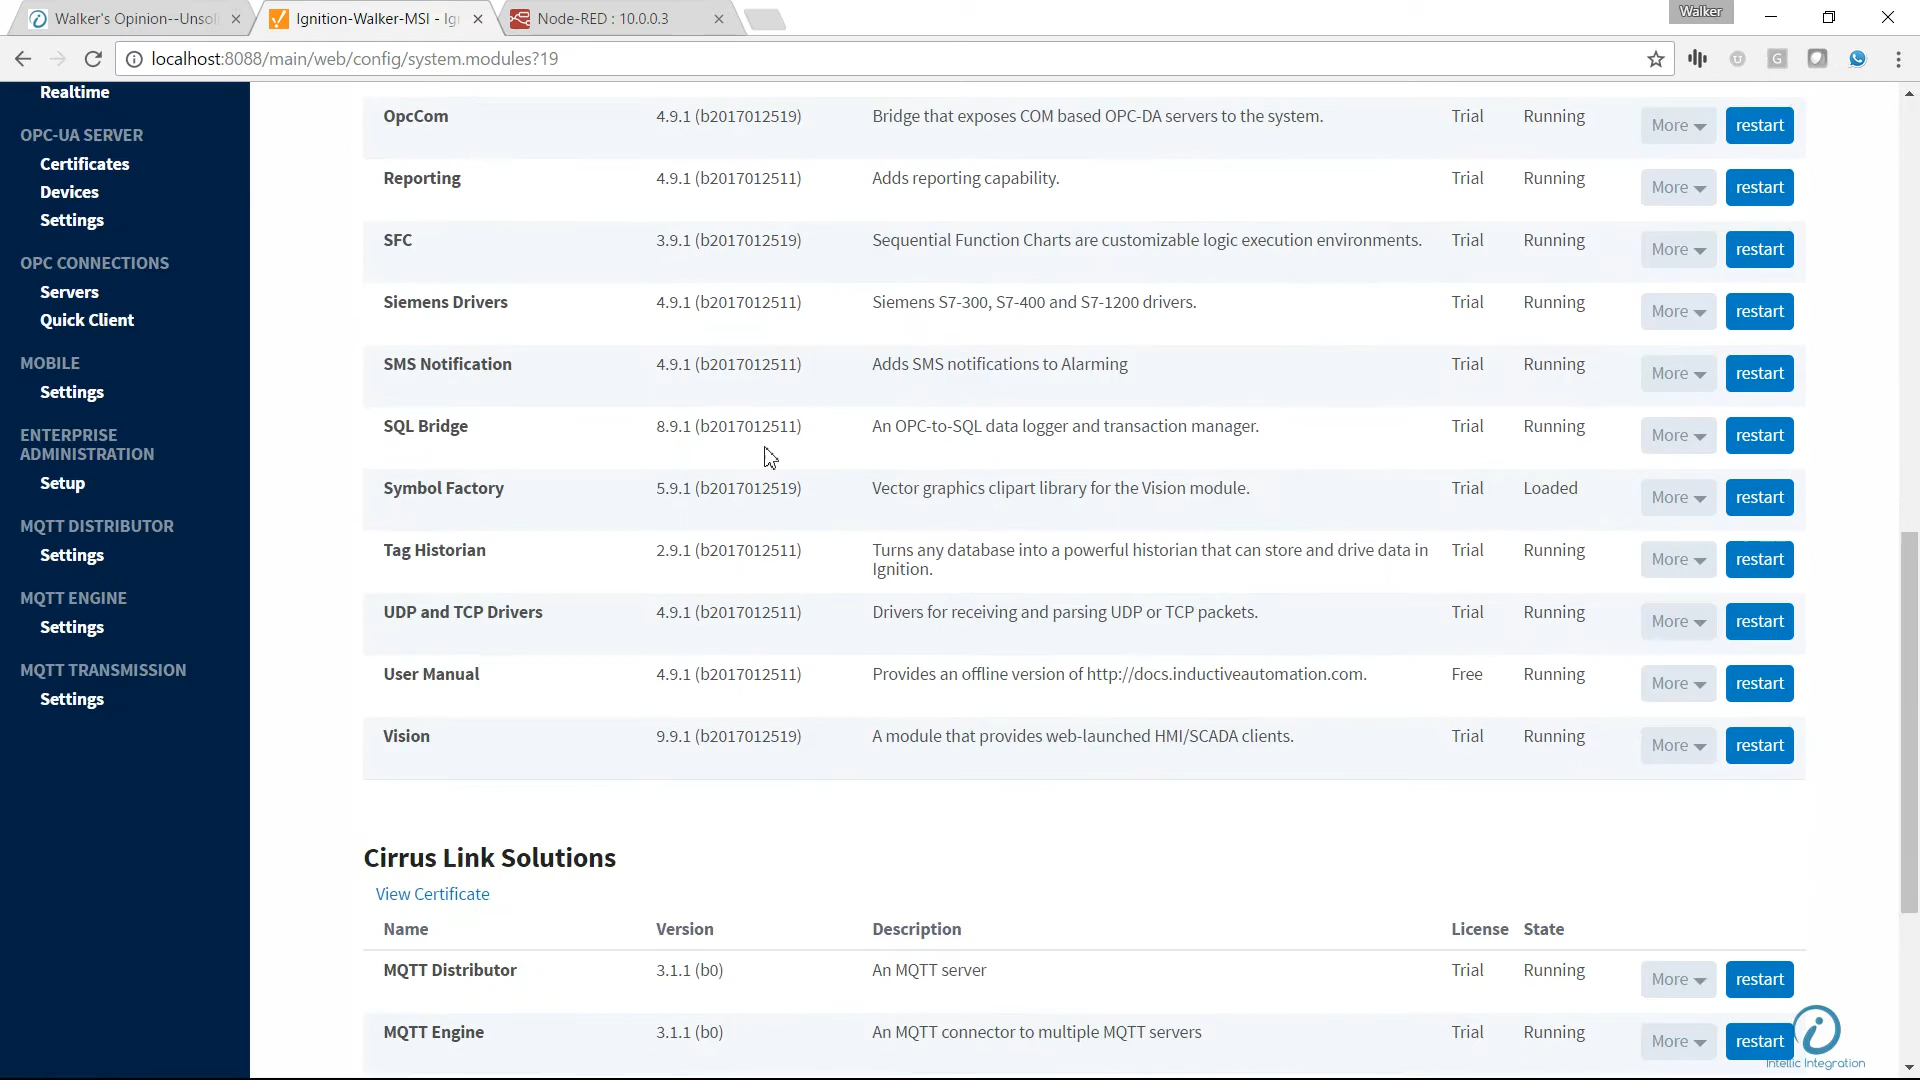 Walker's Opinion--Unsoli
Ignition-Walker-MSI - Ig
Node-RED : 10.0.0.3
Walker
localhost:8088/main/web/config/system.modules?19
Realtime
OPC-UA SERVER
Certificates
Devices
Settings
OPC CONNECTIONS
Servers
Quick Client
MOBILE
Settings
ENTERPRISE
ADMINISTRATION
Setup
MQTT DISTRIBUTOR
Settings
MQTT ENGINE
Settings
MQTT TRANSMISSION
Settings
OpcCom 4.9.1 (b2017012519) Bridge that exposes COM based OPC-DA servers to the system. Trial Running More restart
Reporting 4.9.1 (b2017012511) Adds reporting capability. Trial Running More restart
SFC 3.9.1 (b2017012519) Sequential Function Charts are customizable logic execution environments. Trial Running More restart
Siemens Drivers 4.9.1 (b2017012511) Siemens S7-300, S7-400 and S7-1200 drivers. Trial Running More restart
SMS Notification 4.9.1 (b2017012511) Adds SMS notifications to Alarming Trial Running More restart
SQL Bridge 8.9.1 (b2017012511) An OPC-to-SQL data logger and transaction manager. Trial Running More restart
Symbol Factory 5.9.1 (b2017012519) Vector graphics clipart library for the Vision module. Trial Loaded More restart
Tag Historian 2.9.1 (b2017012511) Turns any database into a powerful historian that can store and drive data in Trial Running More restart
Ignition.
UDP and TCP Drivers 4.9.1 (b2017012511) Drivers for receiving and parsing UDP or TCP packets. Trial Running More restart
User Manual 4.9.1 (b2017012511) Provides an offline version of http://docs.inductiveautomation.com. Free Running More restart
Vision 9.9.1 (b2017012519) A module that provides web-launched HMI/SCADA clients. Trial Running More restart
Cirrus Link Solutions
View Certificate
Name Version Description License State
MQTT Distributor 3.1.1 (b0) An MQTT server Trial Running More restart
MQTT Engine 3.1.1 (b0) An MQTT connector to multiple MQTT servers Trial Running More restart
Intellic Integration